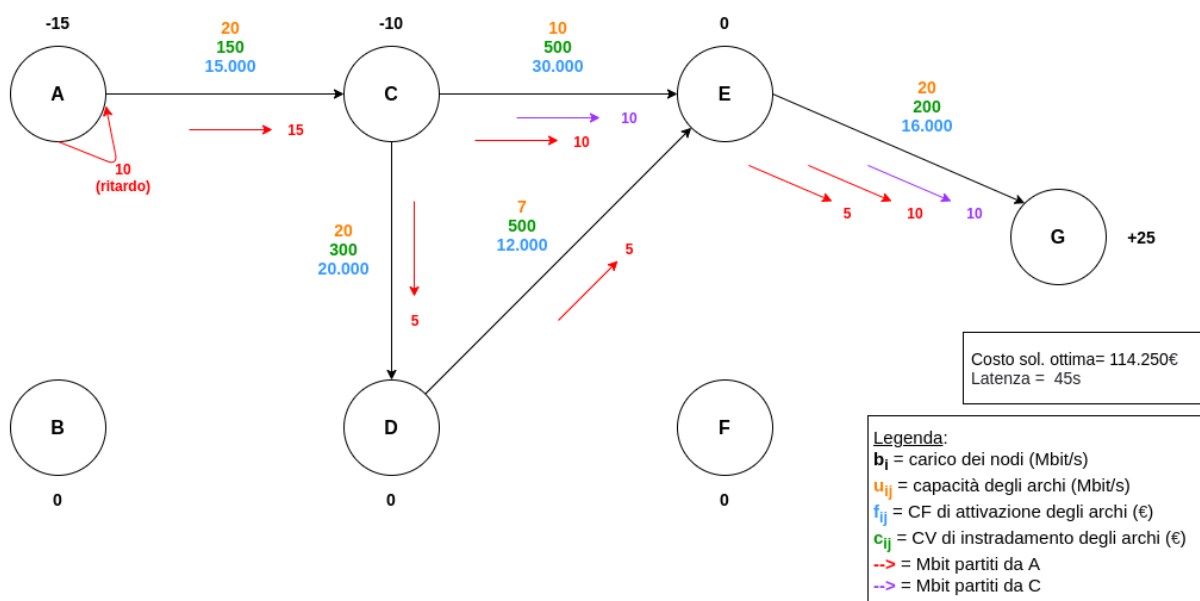 -15
-10
0
20
150
15.000
10
500
30.000
A
C
E
20
200
16.000
15
10
10
10
(ritardo)
5
10
10
G
+25
20
300
20.000
7
500
12.000
5
5
Costo sol. ottima= 114.250€
Latenza = 45s
B
D
F
0
0
0
Legenda:
bi = carico dei nodi (Mbit/s)
uij = capacità degli archi (Mbit/s)
fij = CF di attivazione degli archi (€)
cij = CV di instradamento degli archi (€)
--> = Mbit partiti da A
--> = Mbit partiti da C